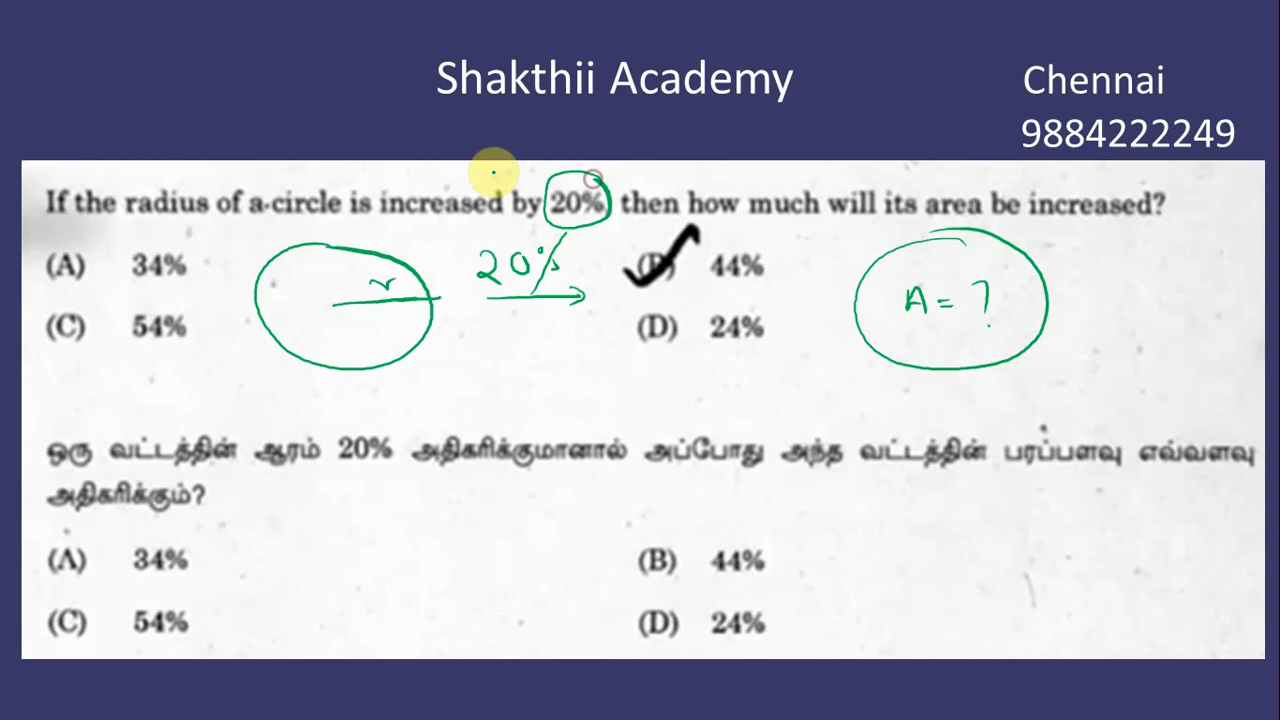 Shakthii Academy
Chennai
9884222249
If the radius of a circle is increased by 20%, then how much will its area be increased?
(A) 34% (B) 44%
r 20% A = ?
(C) 54% (D) 24%
ஒரு வட்டத்தின் ஆரம் 20% அதிகரிக்குமானால் அப்போது அந்த வட்டத்தின் பரப்பளவு எவ்வளவு
அதிகரிக்கும்?
(A) 34% (B) 44%
(C) 54% (D) 24%